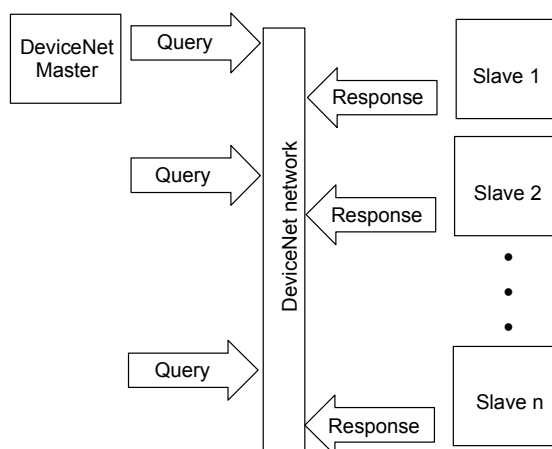 DeviceNet
Master
Query
Response
Slave 1
Query
Response
Slave 2
DeviceNet network
Query
Response
Slave n